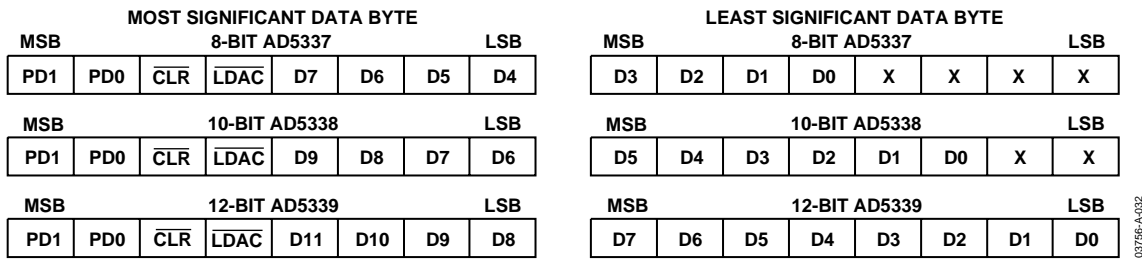 MOST SIGNIFICANT DATA BYTE
MSB 8-BIT AD5337 LSB
PD1 PD0 CLR LDAC D7 D6 D5 D4
MSB 10-BIT AD5338 LSB
PD1 PD0 CLR LDAC D9 D8 D7 D6
MSB 12-BIT AD5339 LSB
PD1 PD0 CLR LDAC D11 D10 D9 D8
LEAST SIGNIFICANT DATA BYTE
MSB 8-BIT AD5337 LSB
D3 D2 D1 D0 X X X X
MSB 10-BIT AD5338 LSB
D5 D4 D3 D2 D1 D0 X X
MSB 12-BIT AD5339 LSB
D7 D6 D5 D4 D3 D2 D1 D0
03756-A-032